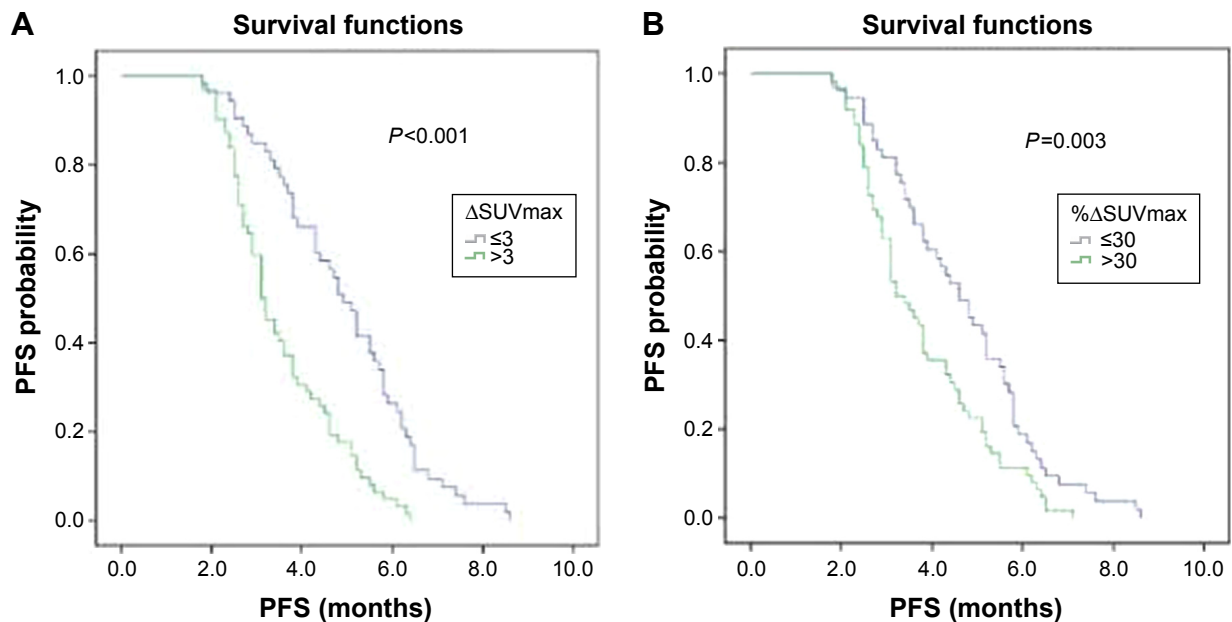 A
Survival functions
PFS probability
1.0
0.8
0.6
0.4
0.2
0.0
P<0.001
ΔSUVmax
≤3
>3
0.0 2.0 4.0 6.0 8.0 10.0
PFS (months)
B
Survival functions
PFS probability
1.0
0.8
0.6
0.4
0.2
0.0
P=0.003
%ΔSUVmax
≤30
>30
0.0 2.0 4.0 6.0 8.0 10.0
PFS (months)